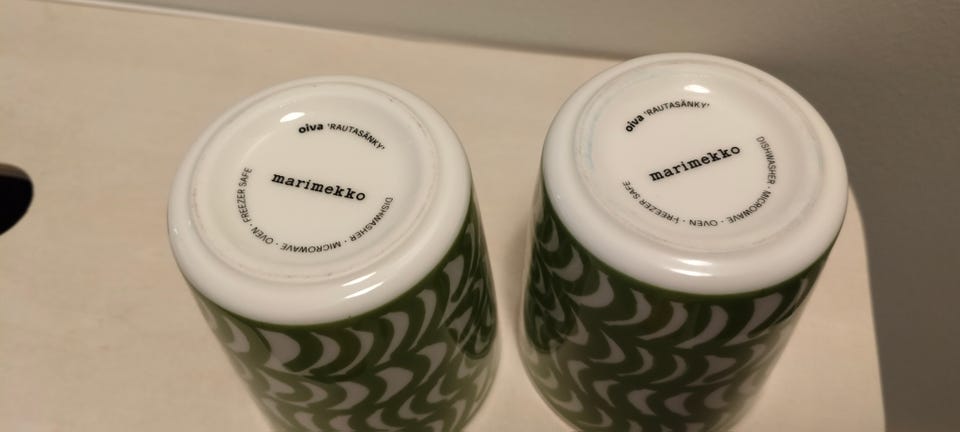 oiva 'RAUTASÄNKY'
marimekko
DISHWASHER · MICROWAVE · OVEN · FREEZER SAFE
oiva 'RAUTASÄNKY'
marimekko
DISHWASHER · MICROWAVE · OVEN · FREEZER SAFE